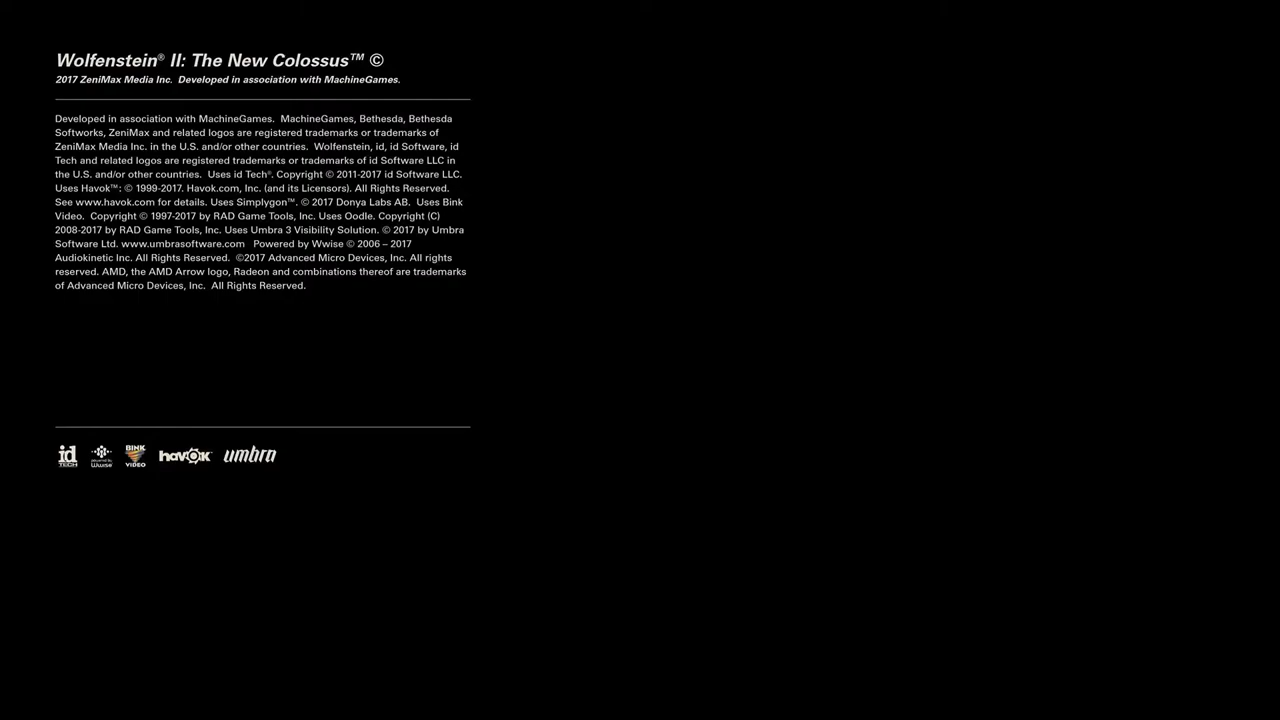 Wolfenstein® II: The New Colossus™ ©
2017 ZeniMax Media Inc.  Developed in association with MachineGames.
Developed in association with MachineGames.  MachineGames, Bethesda, Bethesda
Softworks, ZeniMax and related logos are registered trademarks or trademarks of
ZeniMax Media Inc. in the U.S. and/or other countries.  Wolfenstein, id, id Software, id
Tech and related logos are registered trademarks or trademarks of id Software LLC in
the U.S. and/or other countries.  Uses id Tech®. Copyright © 2011-2017 id Software LLC.
Uses Havok™: © 1999-2017. Havok.com, Inc. (and its Licensors). All Rights Reserved.
See www.havok.com for details. Uses Simplygon™. © 2017 Donya Labs AB.  Uses Bink
Video.  Copyright © 1997-2017 by RAD Game Tools, Inc. Uses Oodle. Copyright (C)
2008-2017 by RAD Game Tools, Inc. Uses Umbra 3 Visibility Solution. © 2017 by Umbra
Software Ltd. www.umbrasoftware.com   Powered by Wwise © 2006 – 2017
Audiokinetic Inc. All Rights Reserved.  ©2017 Advanced Micro Devices, Inc. All rights
reserved. AMD, the AMD Arrow logo, Radeon and combinations thereof are trademarks
of Advanced Micro Devices, Inc.  All Rights Reserved.
id TECH
powered by Wwise
BINK VIDEO
havok
umbra